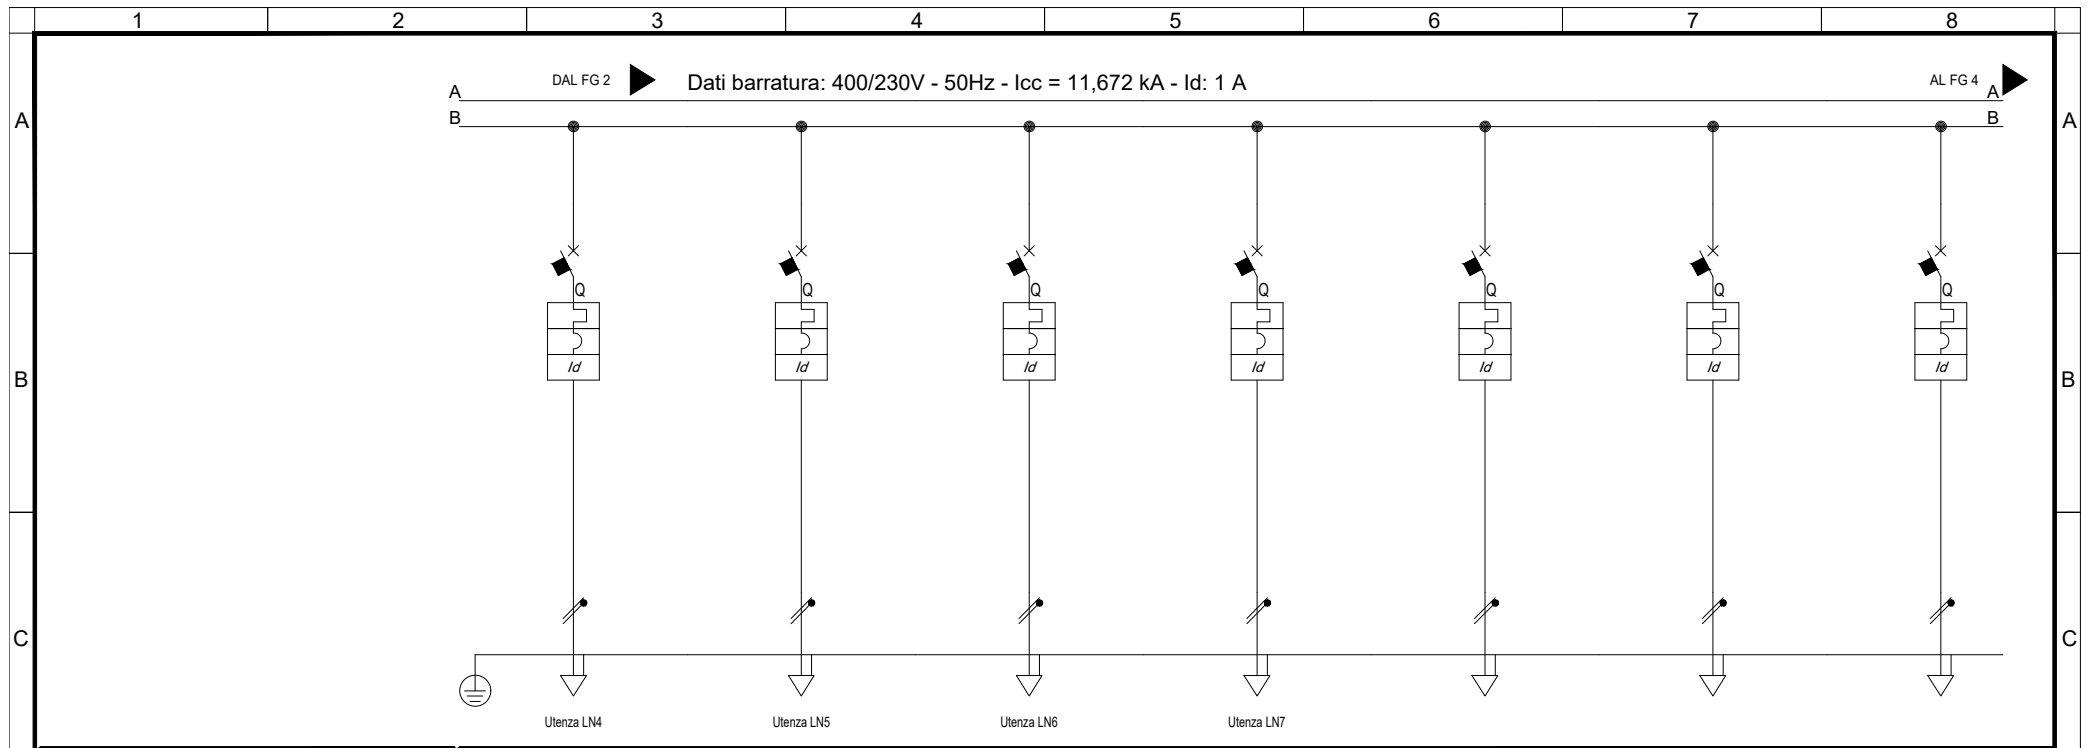 1 2 3 4 5 6 7 8
DAL FG 2 Dati barratura: 400/230V - 50Hz - Icc = 11,672 kA - Id: 1 A AL FG 4
A A
B B
A A
Q Q Q Q Q Q Q
Id Id Id Id Id Id Id
B B
C C
Utenza LN4 Utenza LN5 Utenza LN6 Utenza LN7